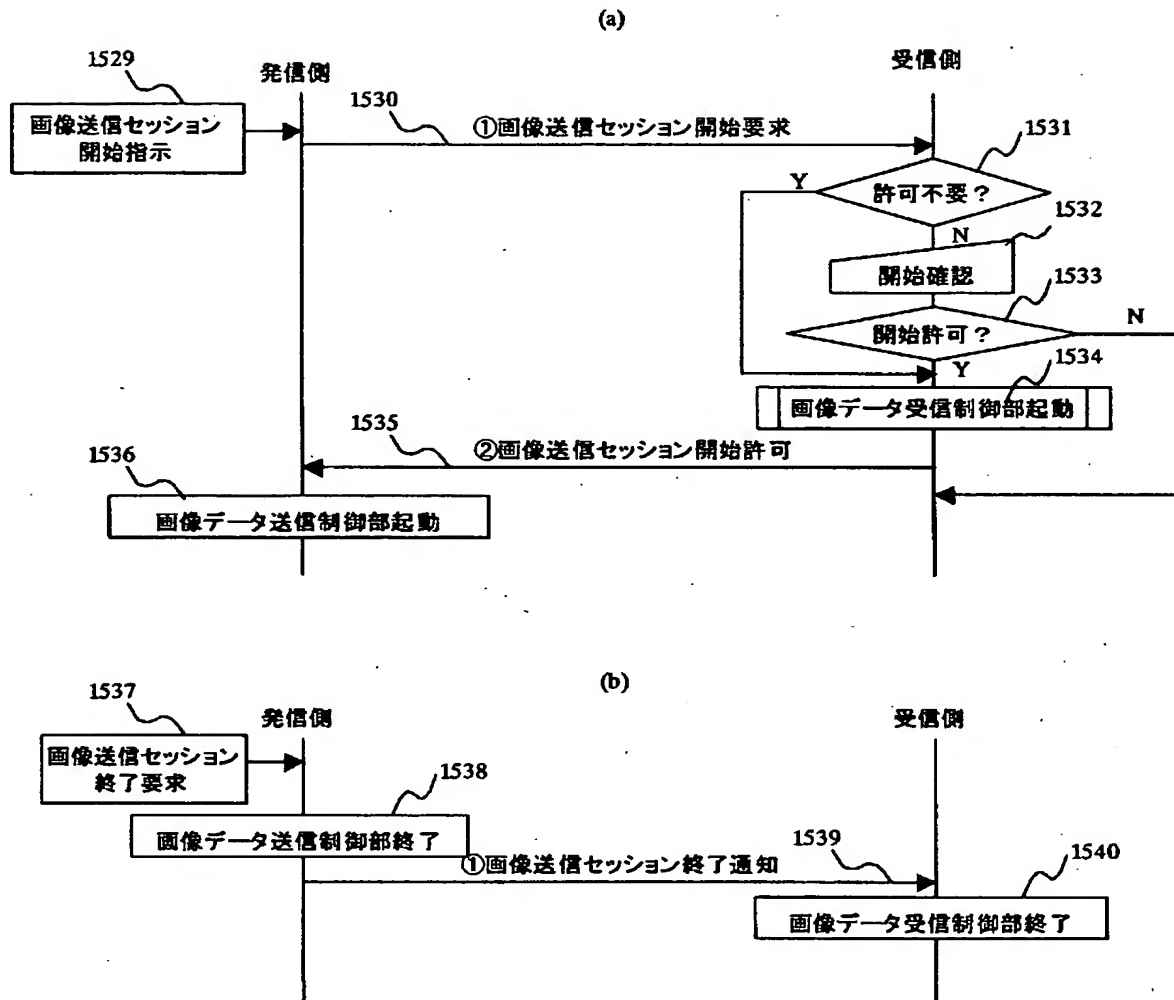 (a)
1529
発信側
受信側
画像送信セッション
開始指示
1530
①画像送信セッション開始要求
1531
Y
許可不要？
1532
N
開始確認
1533
開始許可？
N
Y
1534
画像データ受信制御部起動
1535
②画像送信セッション開始許可
1536
画像データ送信制御部起動
(b)
1537
発信側
受信側
画像送信セッション
終了要求
1538
画像データ送信制御部終了
①画像送信セッション終了通知
1539
1540
画像データ受信制御部終了